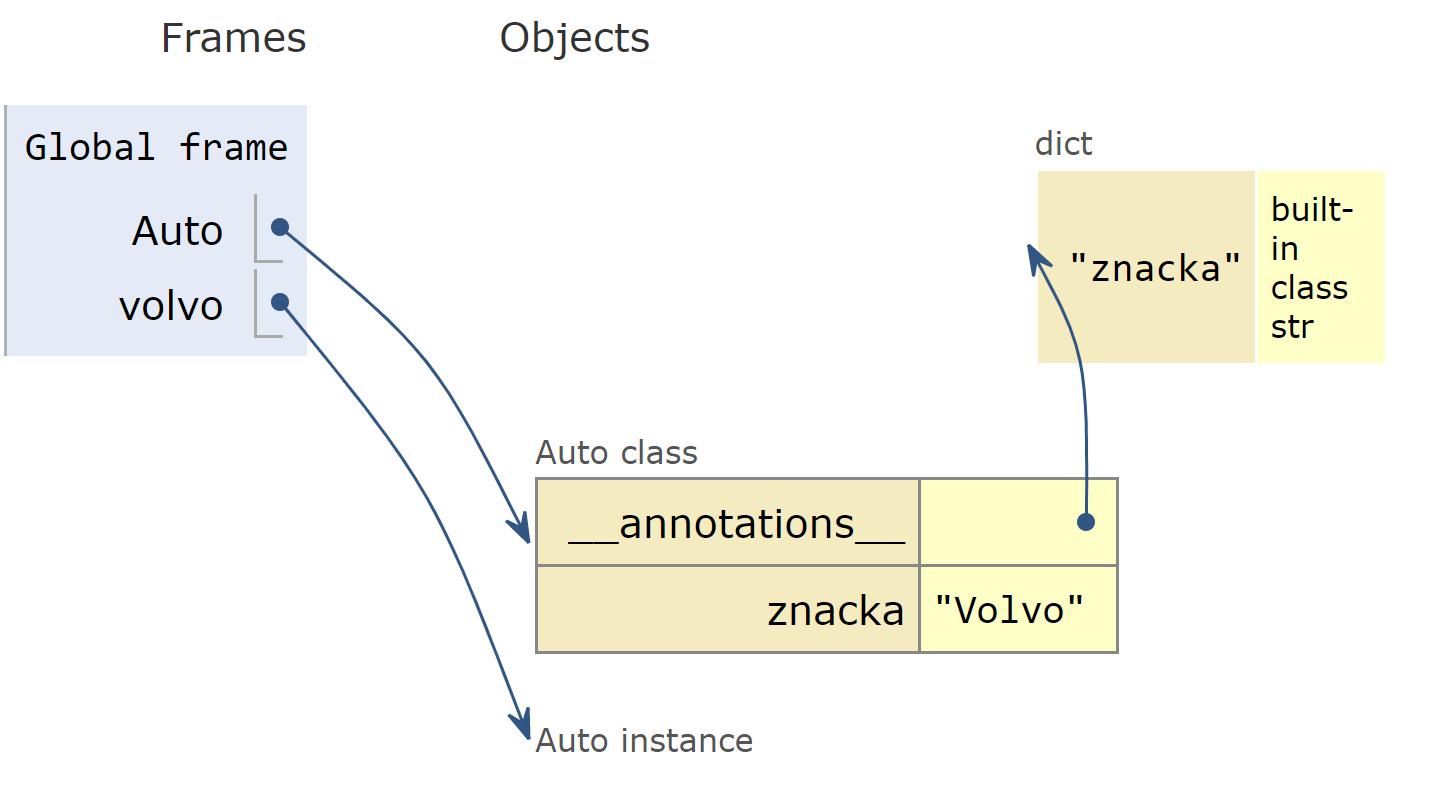 Frames Objects
Global frame
Auto
volvo
dict
"znacka"
built-
in
class
str
Auto class
__annotations__
znacka "Volvo"
Auto instance